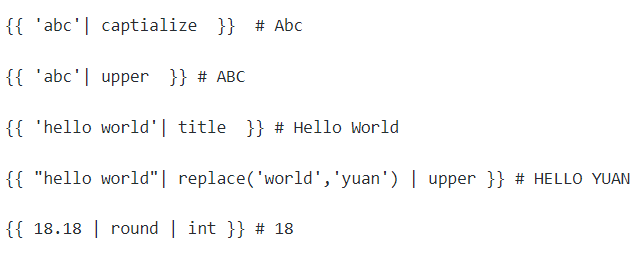 {{ 'abc'| captialize  }}  # Abc
{{ 'abc'| upper  }} # ABC
{{ 'hello world'| title  }} # Hello World
{{ "hello world"| replace('world','yuan') | upper }} # HELLO YUAN
{{ 18.18 | round | int }} # 18